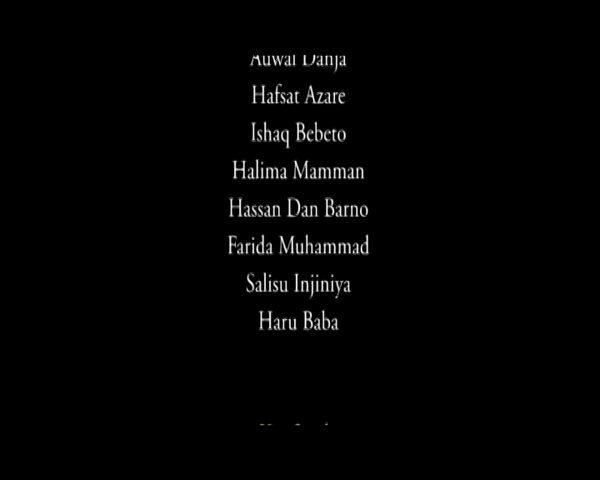 Auwal Danja
Hafsat Azare
Ishaq Bebeto
Halima Mamman
Hassan Dan Barno
Farida Muhammad
Salisu Injiniya
Haru Baba